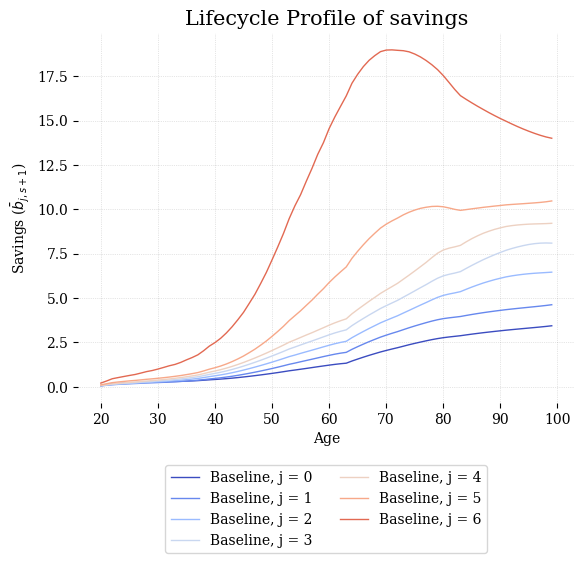 Lifecycle Profile of savings
Savings ($\bar{b}_{j,s+1}$)
17.5
15.0
12.5
10.0
7.5
5.0
2.5
0.0
20 30 40 50 60 70 80 90 100
Age
Baseline, j = 0
Baseline, j = 1
Baseline, j = 2
Baseline, j = 3
Baseline, j = 4
Baseline, j = 5
Baseline, j = 6